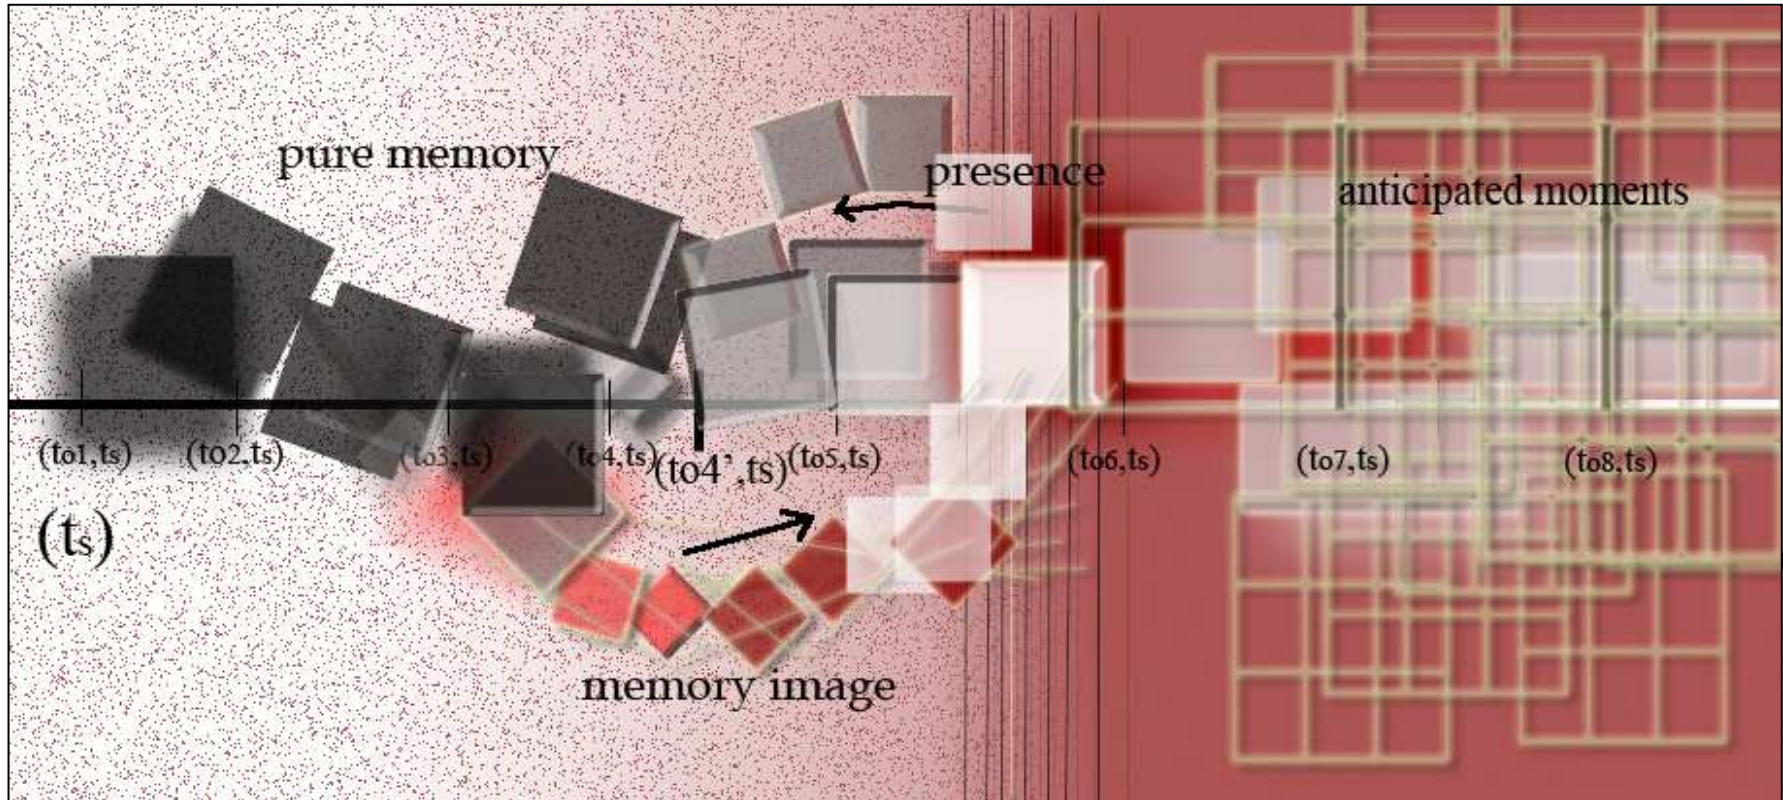 pure memory
presence
anticipated moments
(to1,ts) (to2,ts) (to3,ts) (to4,ts) (to4’,ts) (to5,ts) (to6,ts) (to7,ts) (to8,ts)
(ts)
memory image